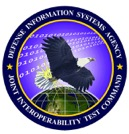 DEFENSE INFORMATION SYSTEMS AGENCY
JOINT INTEROPERABILITY TEST COMMAND